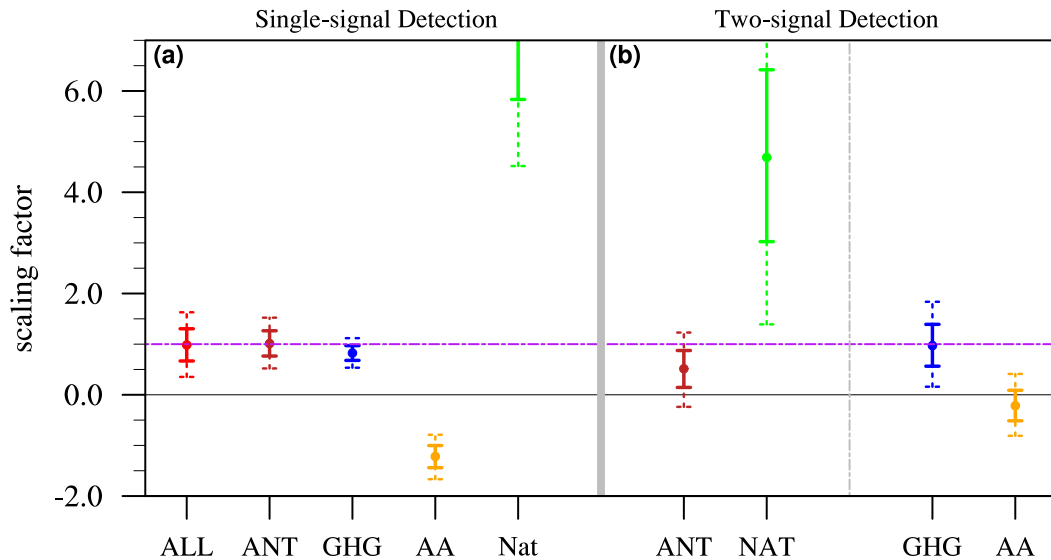 Single-signal Detection Two-signal Detection
(a) (b)
6.0
4.0
2.0
0.0
-2.0
scaling factor
ALL ANT GHG AA Nat ANT NAT GHG AA